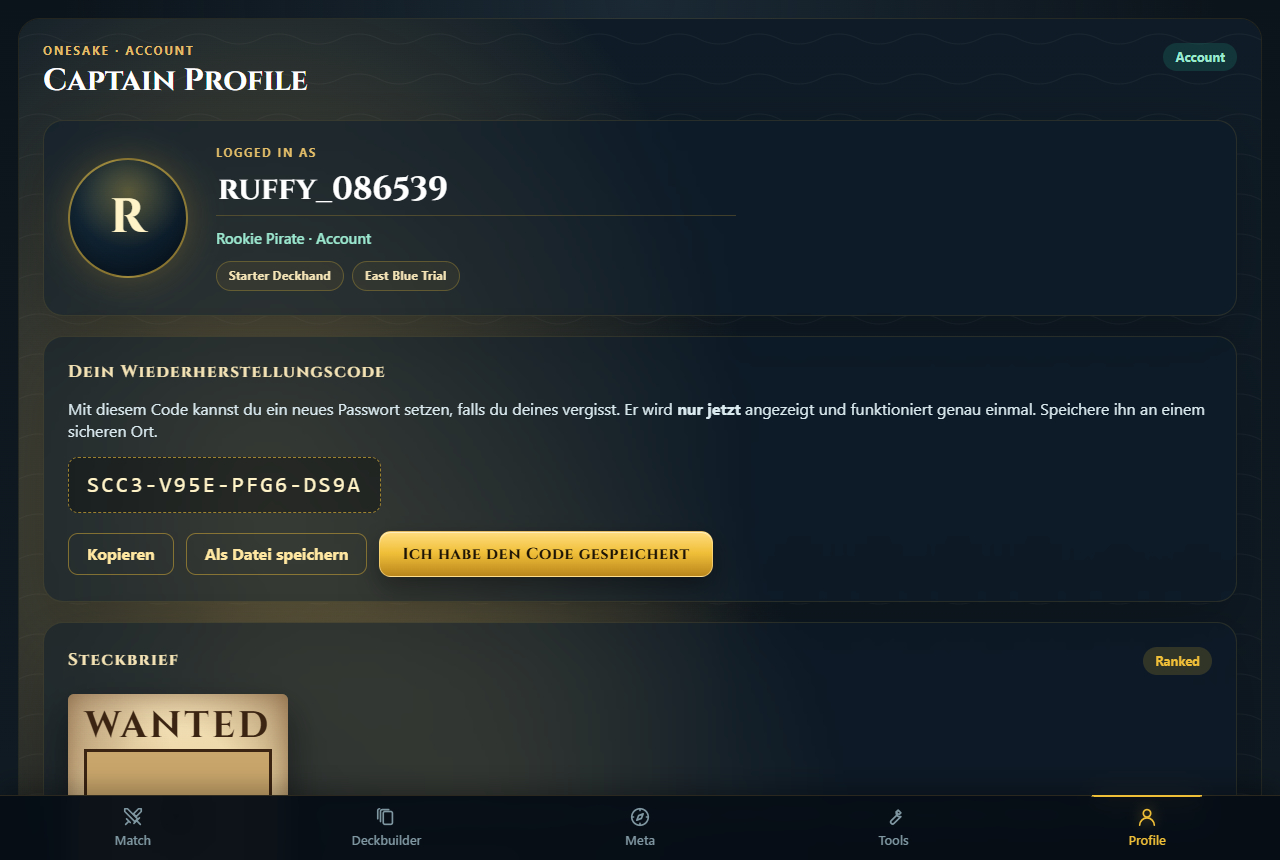 ONESAKE · ACCOUNT
Captain Profile
Account
LOGGED IN AS
R
RUFFY_086539
Rookie Pirate · Account
Starter Deckhand
East Blue Trial
Dein Wiederherstellungscode
Mit diesem Code kannst du ein neues Passwort setzen, falls du deines vergisst. Er wird nur jetzt angezeigt und funktioniert genau einmal. Speichere ihn an einem
sicheren Ort.
SCC3-V95E-PFG6-DS9A
Kopieren
Als Datei speichern
Ich habe den Code gespeichert
Steckbrief
Ranked
WANTED
Match
Deckbuilder
Meta
Tools
Profile